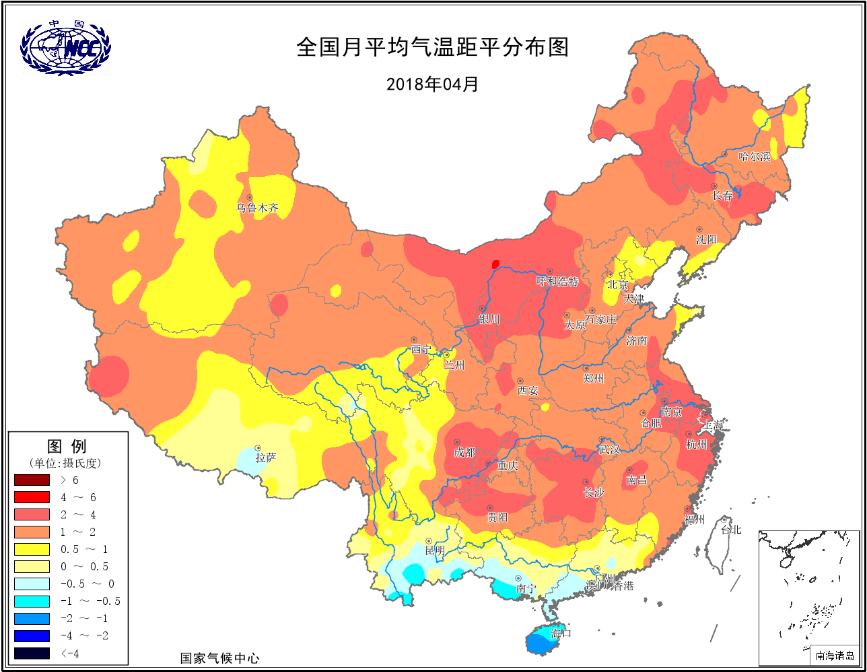 中国
NCC
全国月平均气温距平分布图
2018年04月
哈尔滨
长春
乌鲁木齐
沈阳
呼和浩特
北京
天津
银川
太原
石家庄
济南
西宁
兰州
西安
郑州
南京
合肥
上海
成都
武汉
杭州
拉萨
重庆
南昌
长沙
贵阳
福州
台北
昆明
南宁
香港
海口
图 例
(单位:摄氏度)
> 6
4 ~ 6
2 ~ 4
1 ~ 2
0.5 ~ 1
0 ~ 0.5
-0.5 ~ 0
-1 ~ -0.5
-2 ~ -1
-4 ~ -2
<-4
南海诸岛
国家气候中心